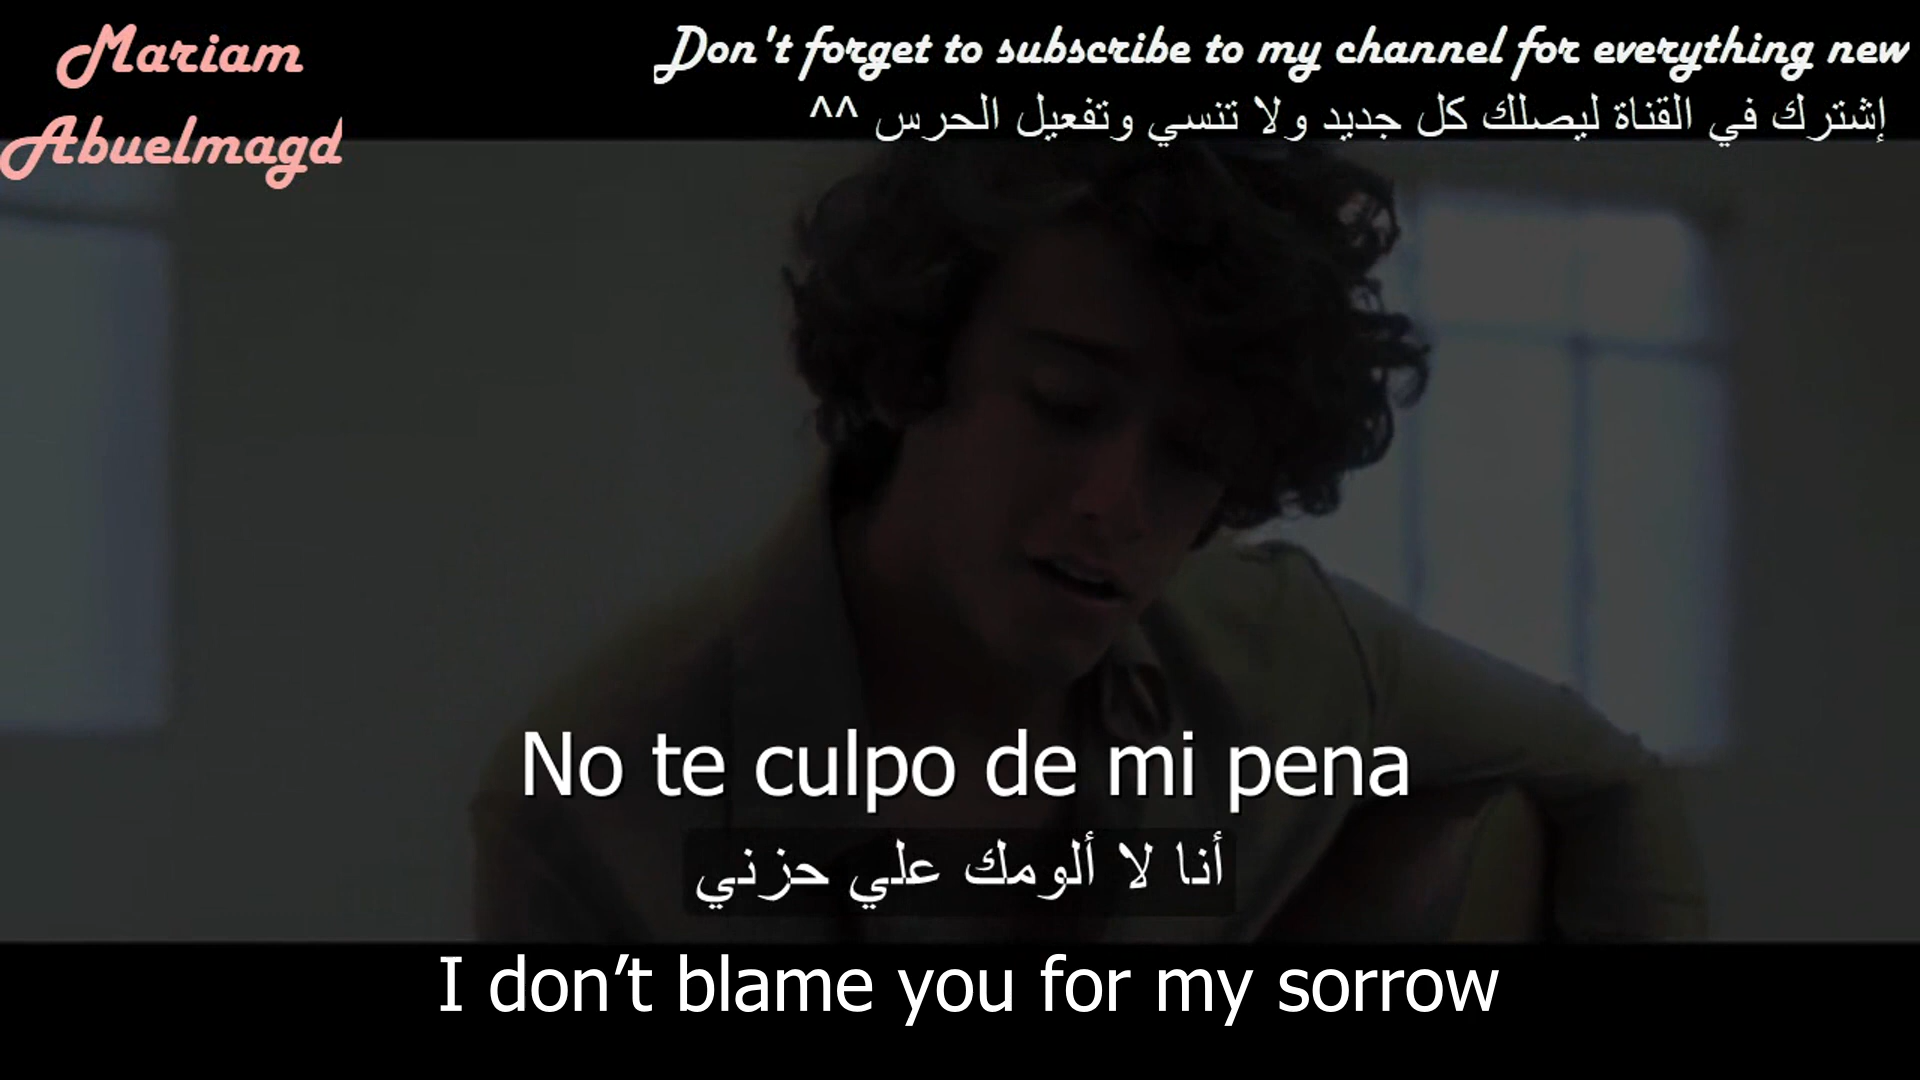 Mariam
Abuelmagd
Don't forget to subscribe to my channel for everything new
إشترك في القناة ليصلك كل جديد ولا تنسي وتفعيل الحرس ^^
No te culpo de mi pena
أنا لا ألومك علي حزني
I don’t blame you for my sorrow